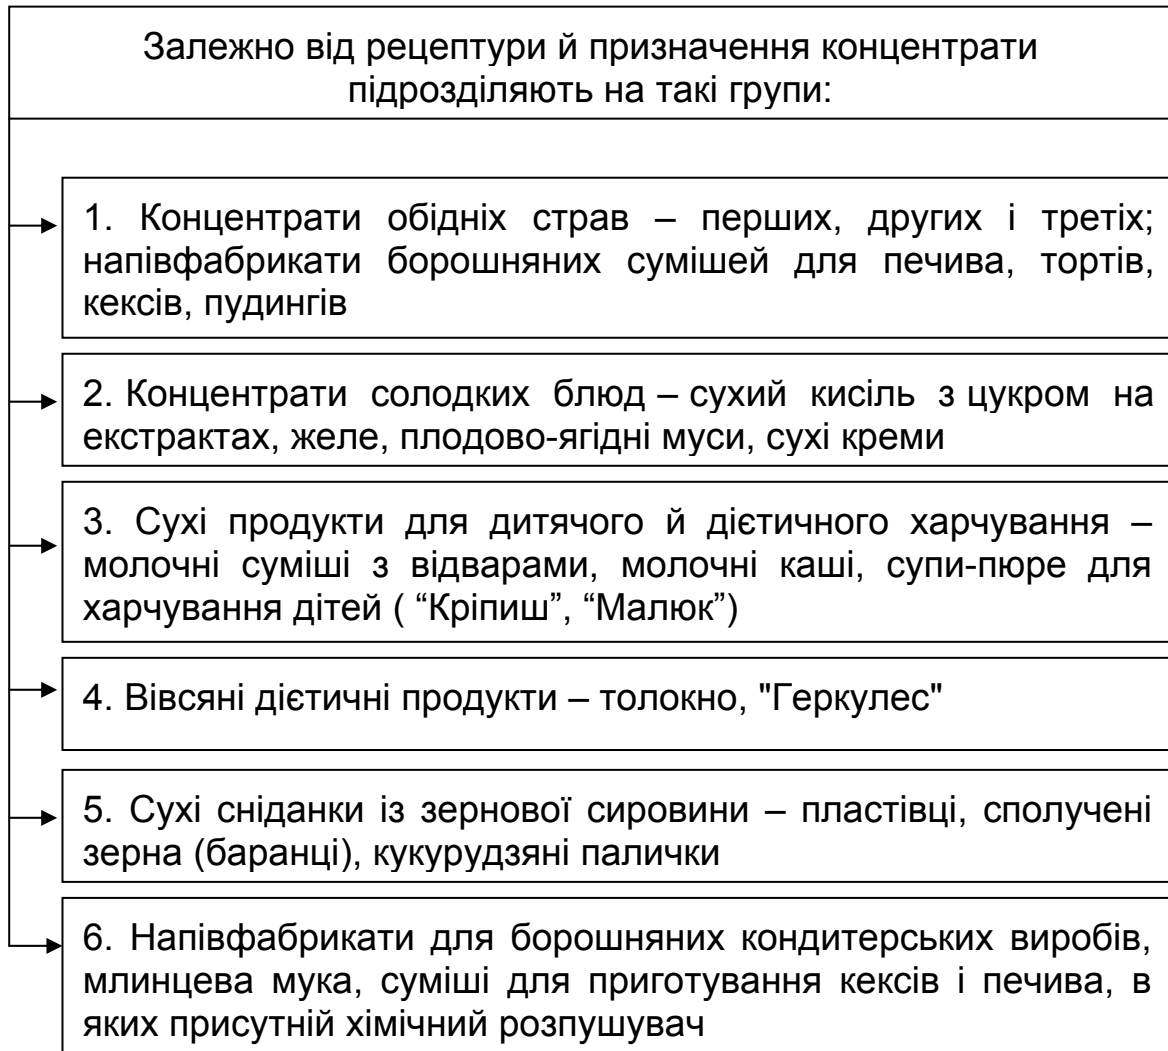 Залежно від рецептури й призначення концентрати
підрозділяють на такі групи:
1. Концентрати обідніх страв – перших, других і третіх;
напівфабрикати борошняних сумішей для печива, тортів,
кексів, пудингів
2. Концентрати солодких блюд – сухий кисіль з цукром на
екстрактах, желе, плодово-ягідні муси, сухі креми
3. Сухі продукти для дитячого й дієтичного харчування –
молочні суміші з відварами, молочні каші, супи-пюре для
харчування дітей ( “Кріпиш”, “Малюк”)
4. Вівсяні дієтичні продукти – толокно, "Геркулес"
5. Сухі сніданки із зернової сировини – пластівці, сполучені
зерна (баранці), кукурудзяні палички
6. Напівфабрикати для борошняних кондитерських виробів,
млинцева мука, суміші для приготування кексів і печива, в
яких присутній хімічний розпушувач